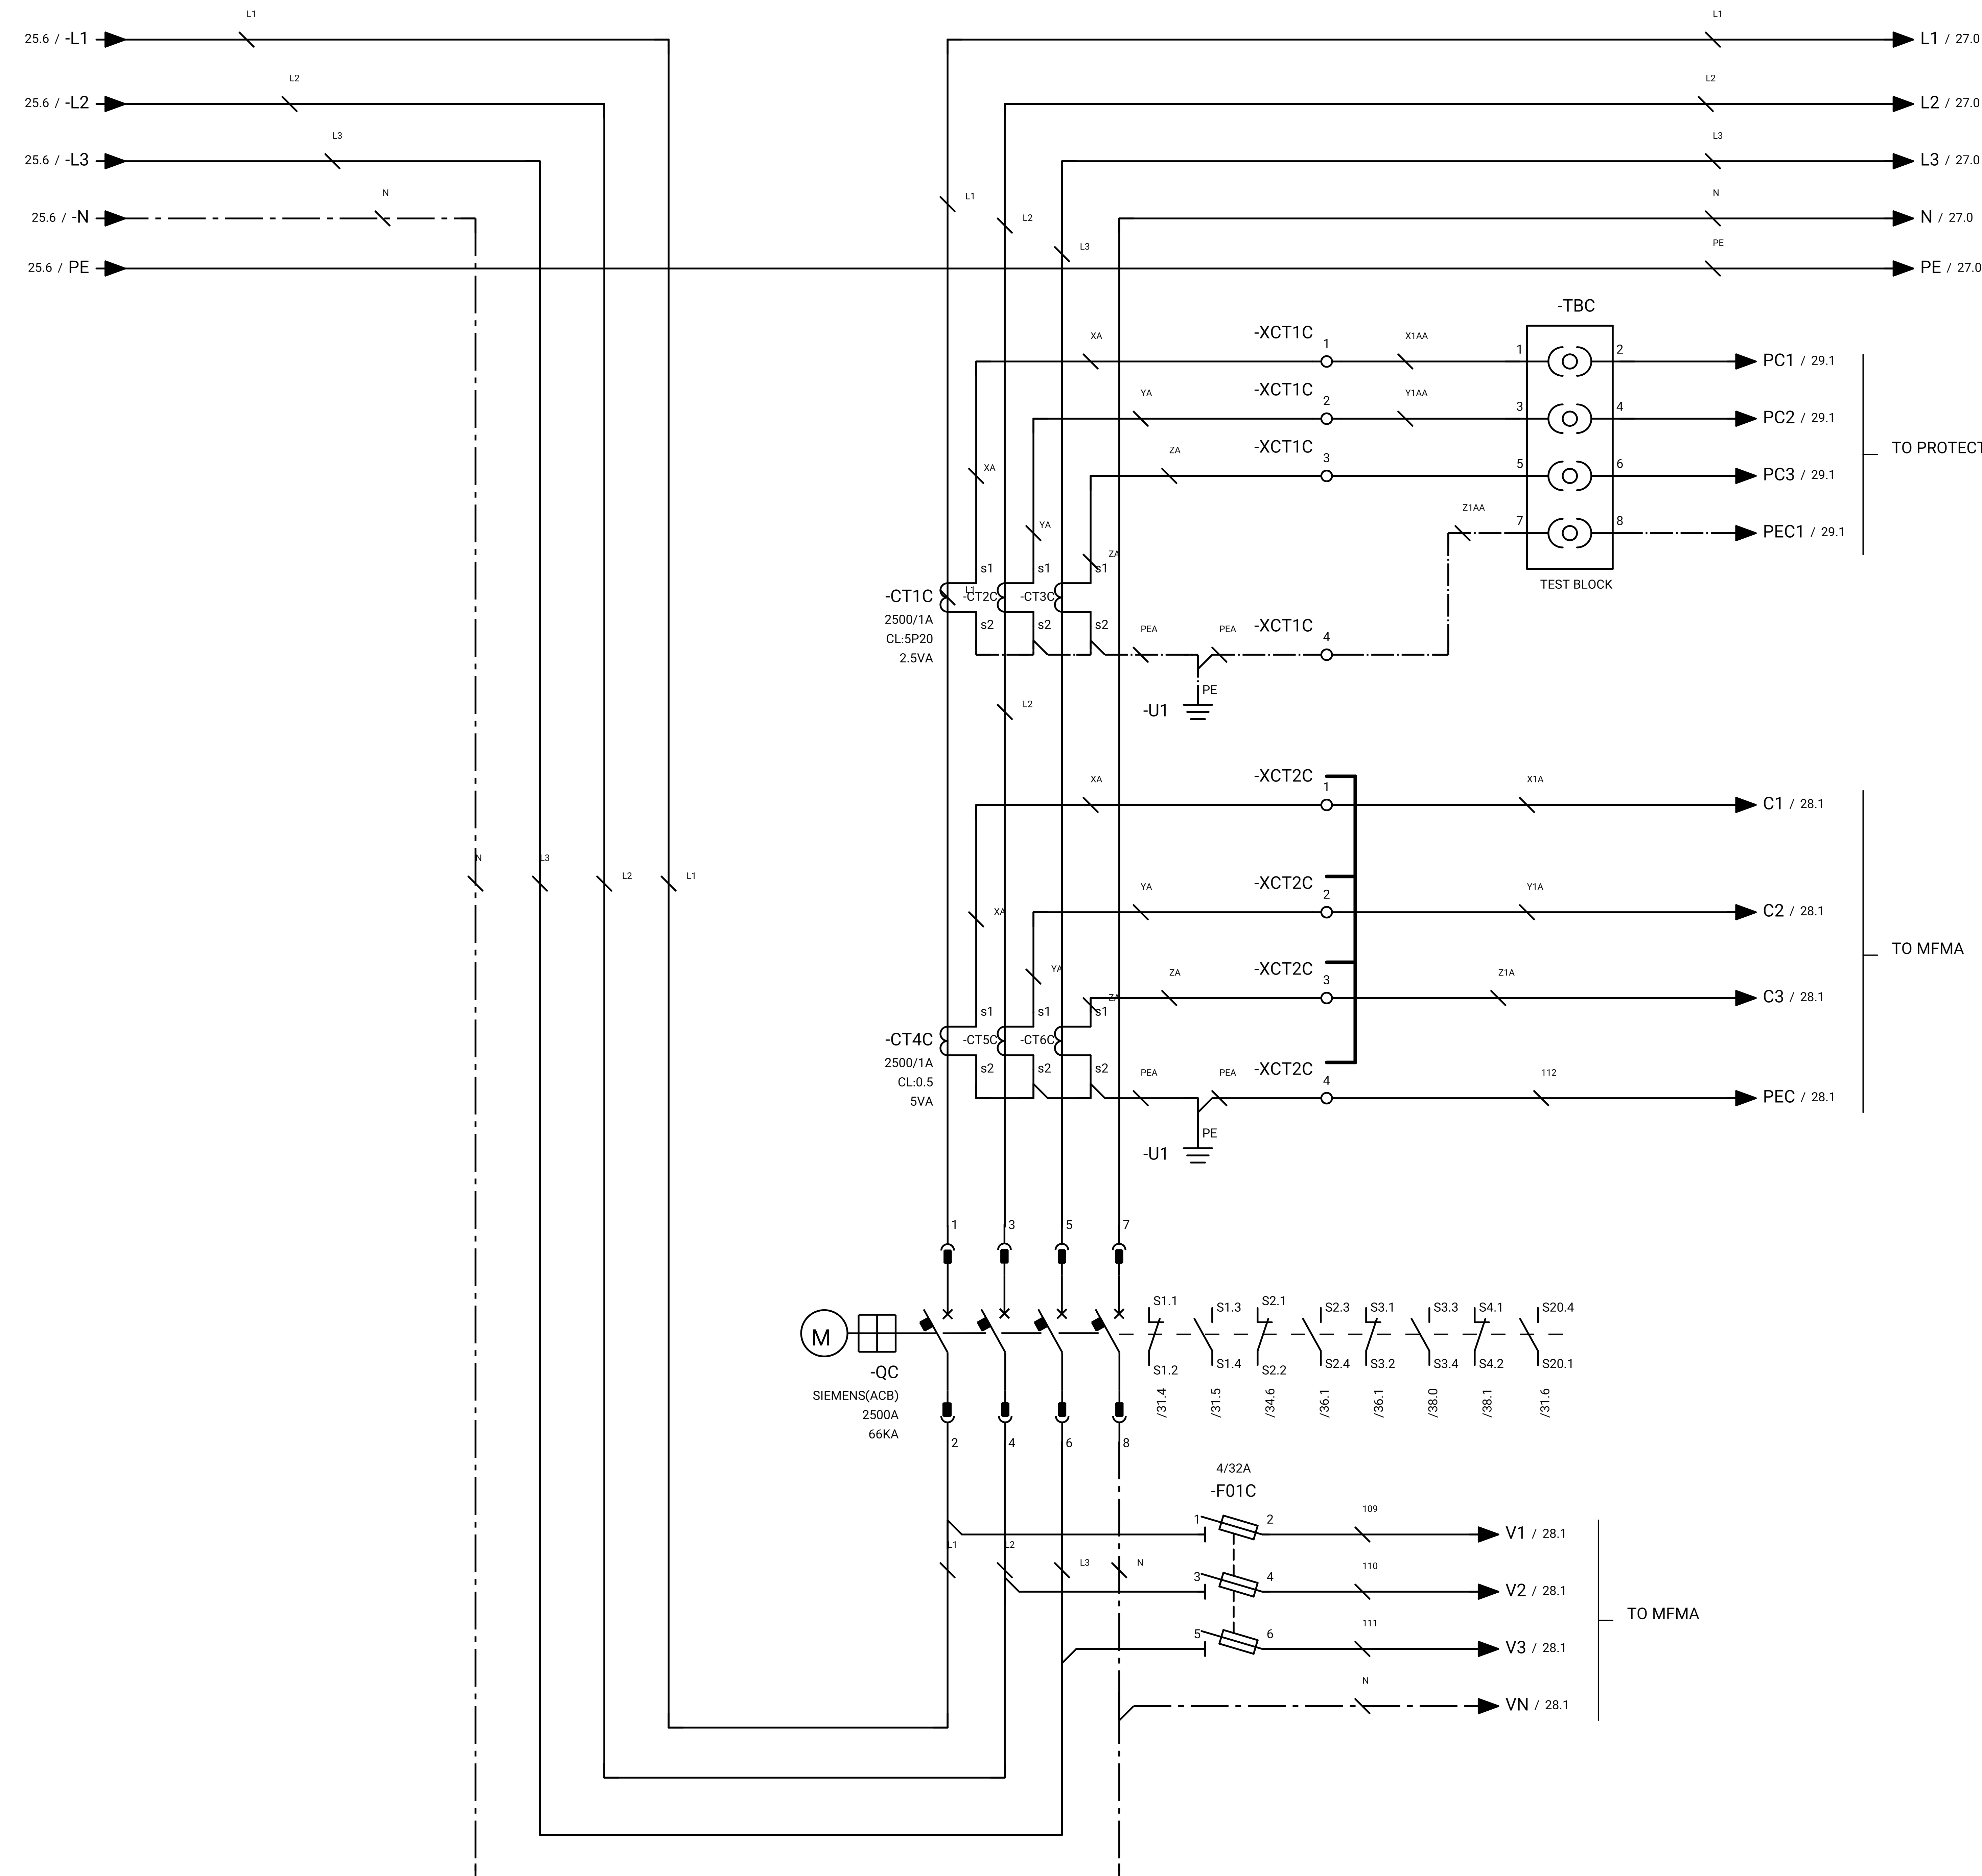 L1
L1
25.6 / -L1
L1 / 27.0
L2
L2
25.6 / -L2
L2 / 27.0
L3
L3
25.6 / -L3
L3 / 27.0
N
N
L1
25.6 / -N
L2
N / 27.0
L3
PE
25.6 / PE
PE / 27.0
-TBC
-XCT1C
XA
1
X1AA
1
2
PC1 / 29.1
-XCT1C
YA
2
Y1AA
3
4
PC2 / 29.1
-XCT1C
TO PROTECT
ZA
3
5
6
XA
PC3 / 29.1
Z1AA
YA
7
8
PEC1 / 29.1
ZA
s1
s1
s1
TEST BLOCK
-CT1C
L1
-CT2C
-CT3C
2500/1A
s2
s2
s2
CL:5P20
2.5VA
PEA
PEA
-XCT1C
4
PE
-U1
L2
-XCT2C
XA
1
X1A
C1 / 28.1
N
L3
L2
L1
-XCT2C
YA
2
Y1A
XA
C2 / 28.1
TO MFMA
-XCT2C
YA
ZA
3
Z1A
ZA
C3 / 28.1
s1
s1
s1
-CT4C
-CT5C
-CT6C
2500/1A
s2
s2
s2
CL:0.5
5VA
PEA
PEA
-XCT2C
4
112
PEC / 28.1
PE
-U1
1
3
5
7
S1.1
S1.3
S2.1
S2.3
S3.1
S3.3
S4.1
S20.4
M
S1.2
S1.4
S2.2
S2.4
S3.2
S3.4
S4.2
S20.1
-QC
SIEMENS(ACB)
2500A
66KA
/31.4
/31.5
/34.6
/36.1
/36.1
/38.0
/38.1
/31.6
2
4
6
8
4/32A
-F01C
1
2
109
V1 / 28.1
L1
L2
L3
N
3
4
110
V2 / 28.1
TO MFMA
5
6
111
V3 / 28.1
N
VN / 28.1